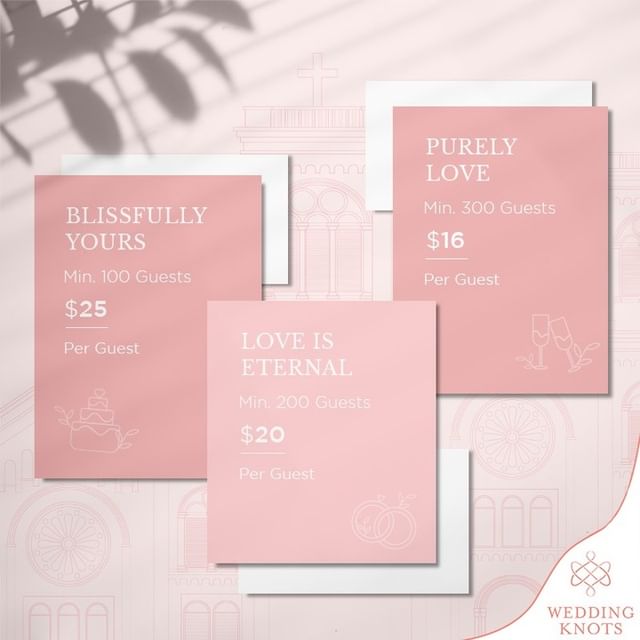 BLISSFULLY
YOURS
Min. 100 Guests
$25
Per Guest
LOVE IS
ETERNAL
Min. 200 Guests
$20
Per Guest
PURELY
LOVE
Min. 300 Guests
$16
Per Guest
WEDDING
KNOTS